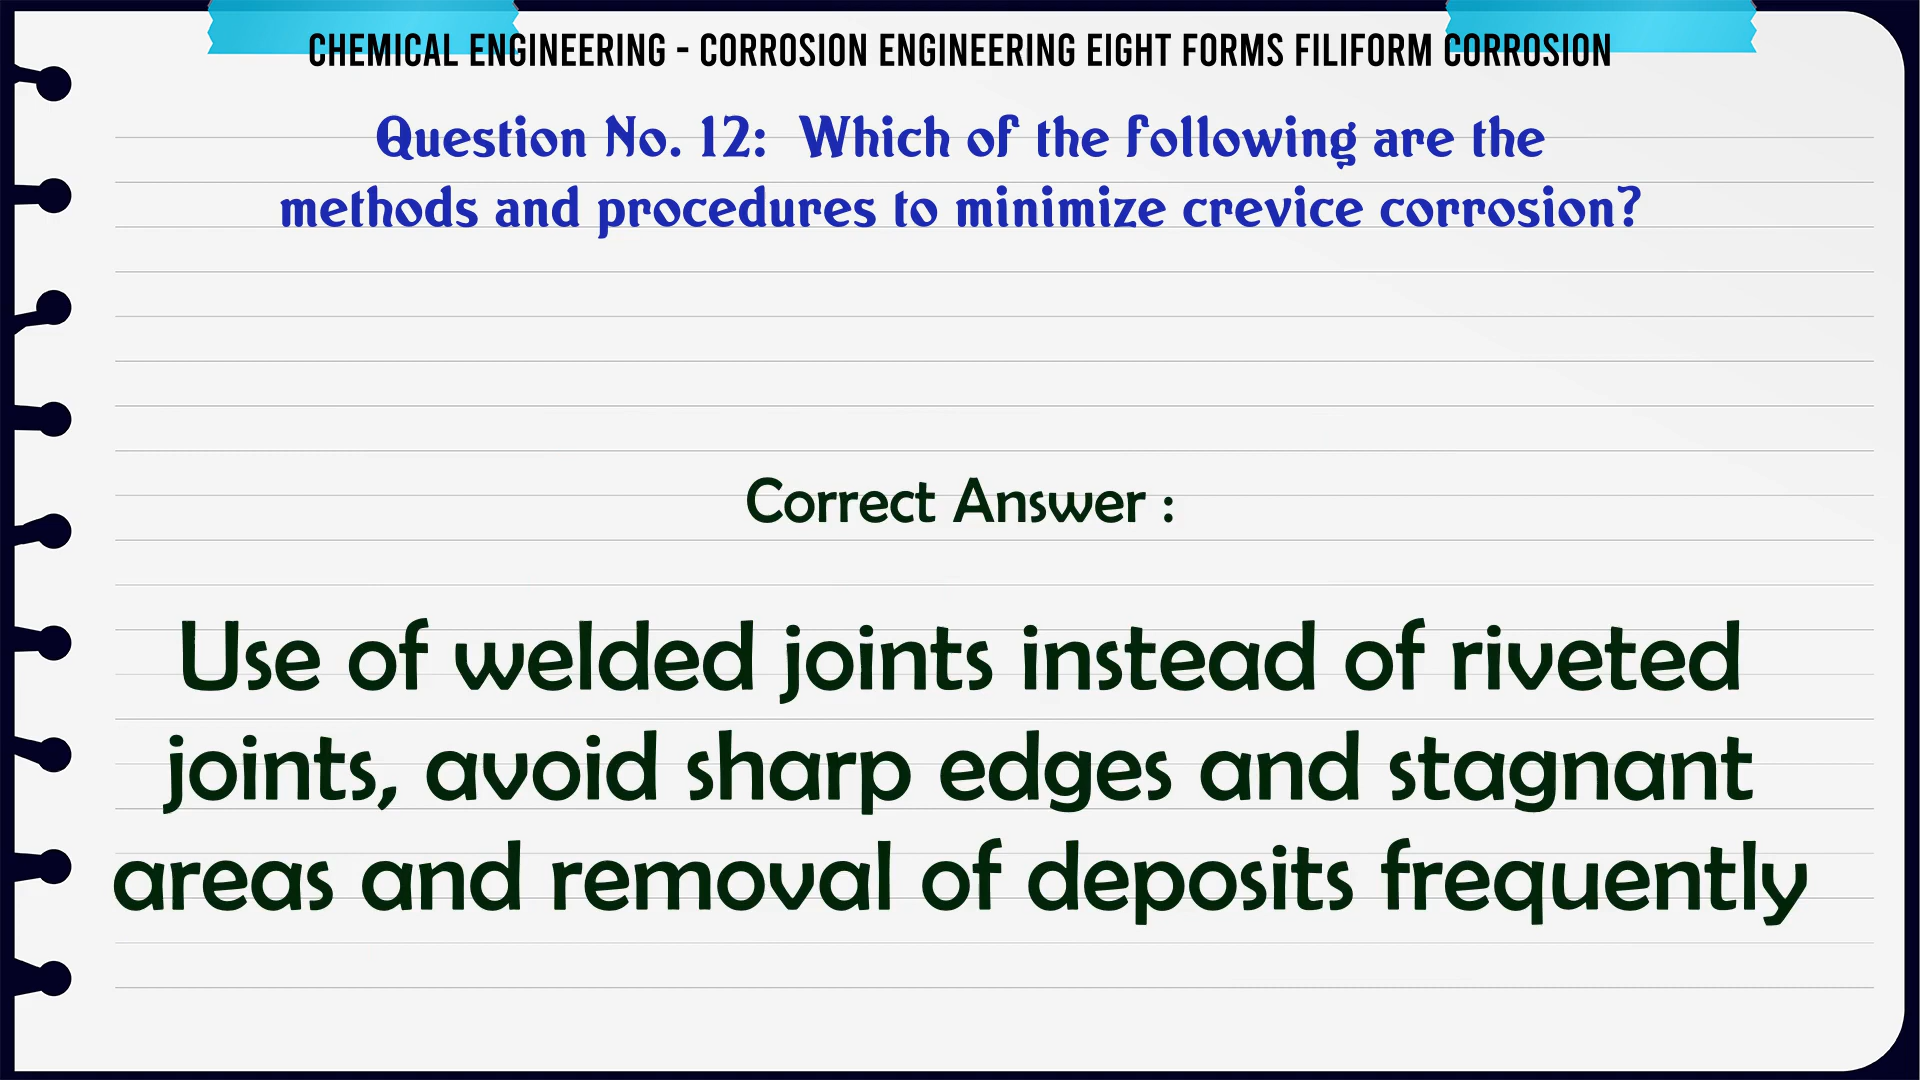 CHEMICAL ENGINEERING - CORROSION ENGINEERING EIGHT FORMS FILIFORM CORROSION
Question No. 12: Which of the following are the
methods and procedures to minimize crevice corrosion?
Correct Answer :
Use of welded joints instead of riveted
joints, avoid sharp edges and stagnant
areas and removal of deposits frequently